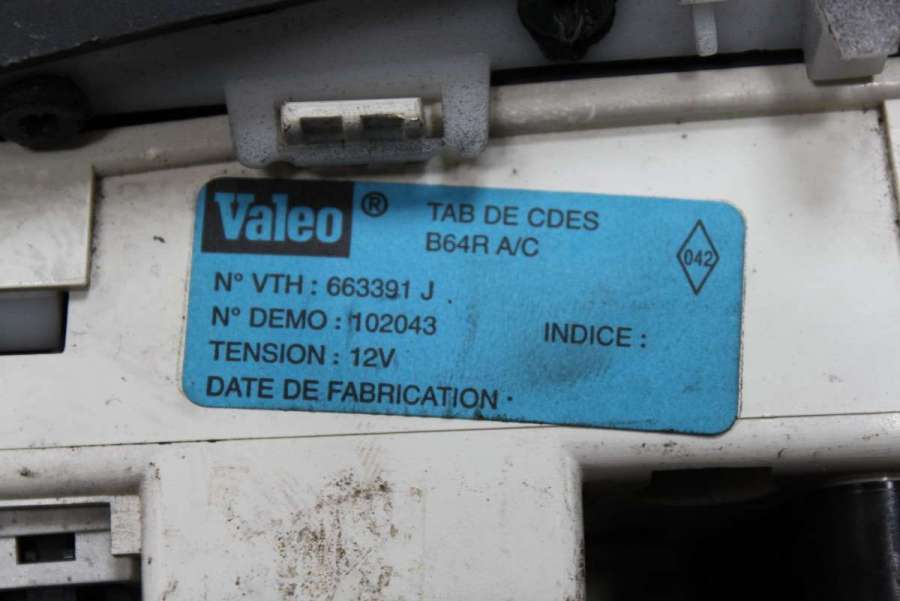 Valeo ®
TAB DE CDES
B64R A/C
042
N° VTH : 663391 J
N° DEMO : 102043
INDICE :
TENSION : 12V
DATE DE FABRICATION